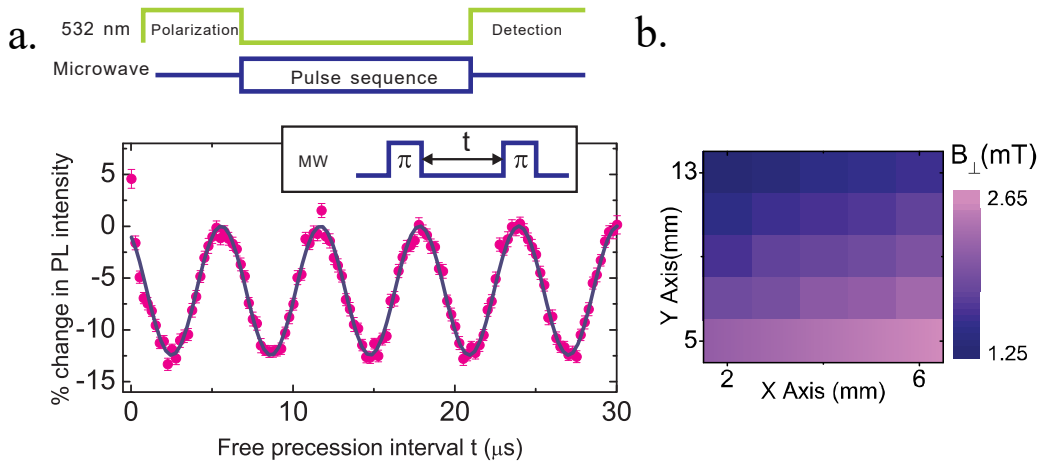 a.
532 nm
Polarization
Detection
Microwave
Pulse sequence
MW
π
t
π
% change in PL intensity
5
0
-5
-10
-15
0
10
20
30
Free precession interval t (μs)
b.
B⊥(mT)
2.65
1.25
Y Axis(mm)
13
5
2
6
X Axis (mm)